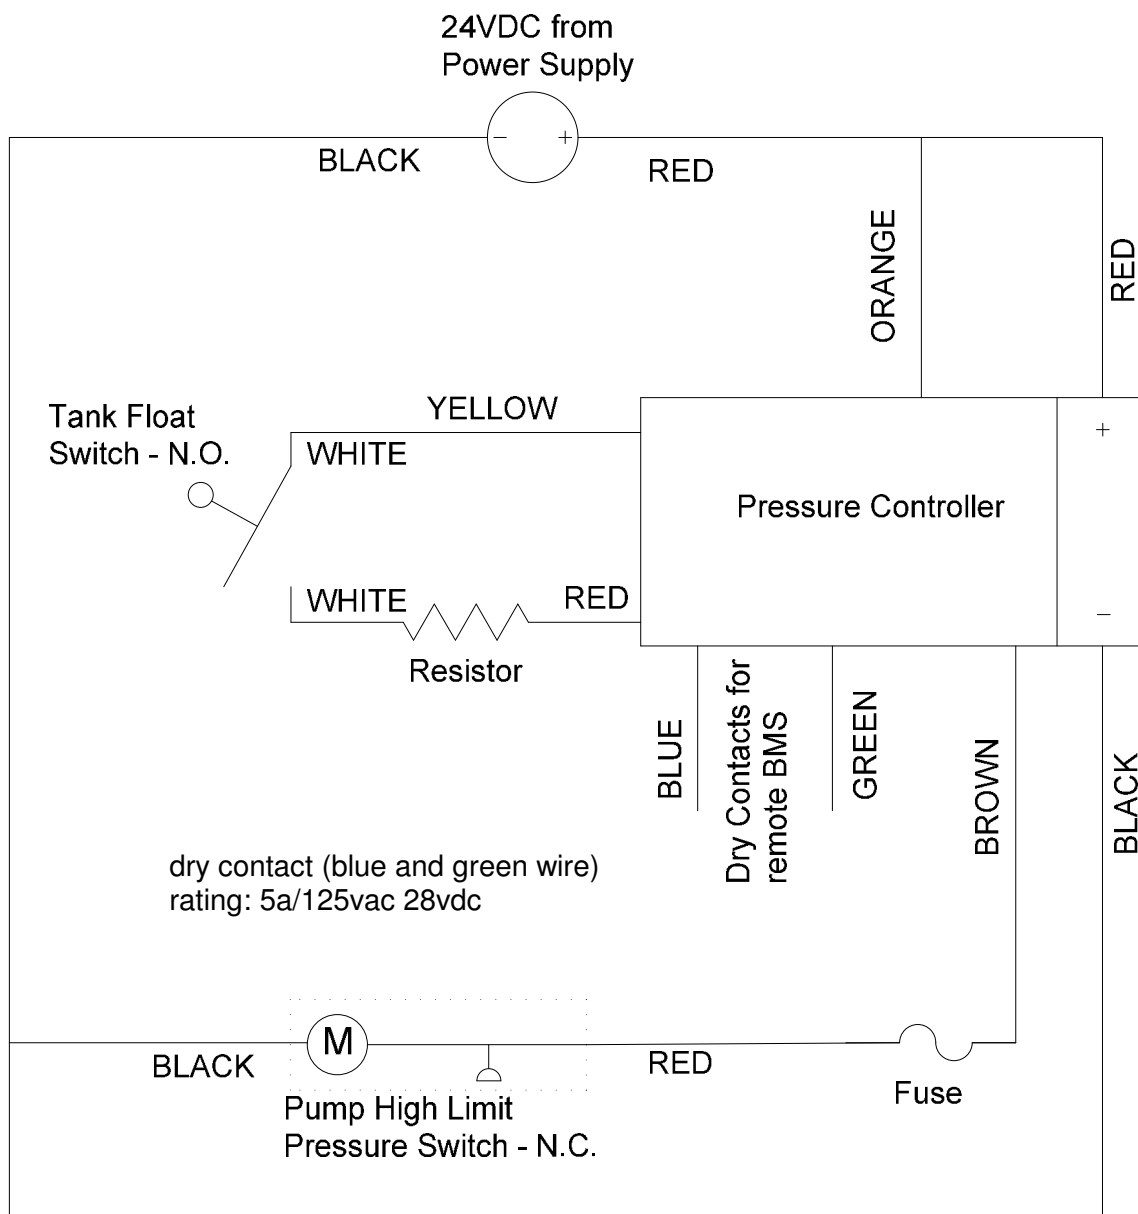 24VDC from
Power Supply
−
+
BLACK
RED
ORANGE
RED
Tank Float
Switch - N.O.
YELLOW
WHITE
+
Pressure Controller
WHITE
RED
−
Resistor
BLUE
Dry Contacts for
remote BMS
GREEN
BROWN
BLACK
dry contact (blue and green wire)
rating: 5a/125vac 28vdc
M
BLACK
RED
Fuse
Pump High Limit
Pressure Switch - N.C.